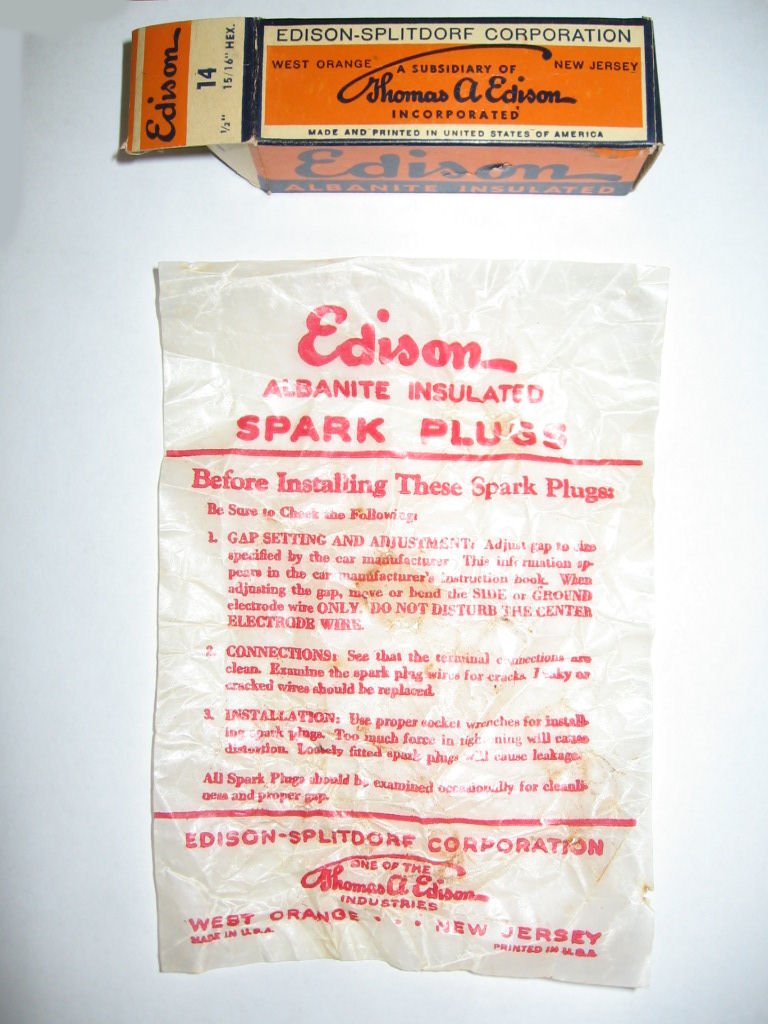 Edison
14
15/16" HEX.
1/2"
EDISON-SPLITDORF CORPORATION
WEST ORANGE NEW JERSEY
A SUBSIDIARY OF
Thomas A Edison
INCORPORATED
MADE AND PRINTED IN UNITED STATES OF AMERICA
Edison
ALBANITE INSULATED
Edison
ALBANITE INSULATED
SPARK PLUGS
Before Installing These Spark Plugs:
Be Sure to Check the Following:
1. GAP SETTING AND ADJUSTMENT: Adjust gap to size
specified by the car manufacturer. This information ap-
pears in the car manufacturer's instruction book. When
adjusting the gap, move or bend the SIDE or GROUND
electrode wire ONLY. DO NOT DISTURB THE CENTER
ELECTRODE WIRE.
2. CONNECTIONS: See that the terminal connections are
clean. Examine the spark plug wires for cracks. Leaky or
cracked wires should be replaced.
3. INSTALLATION: Use proper socket wrenches for install-
ing spark plugs. Too much force in tightening will cause
distortion. Loosely fitted spark plugs will cause leakage.
All Spark Plugs should be examined occasionally for cleanli-
ness and proper gap.
EDISON-SPLITDORF CORPORATION
ONE OF THE
Thomas A. Edison
INDUSTRIES
WEST ORANGE . . . NEW JERSEY
MADE IN U.S.A. PRINTED IN U.S.A.